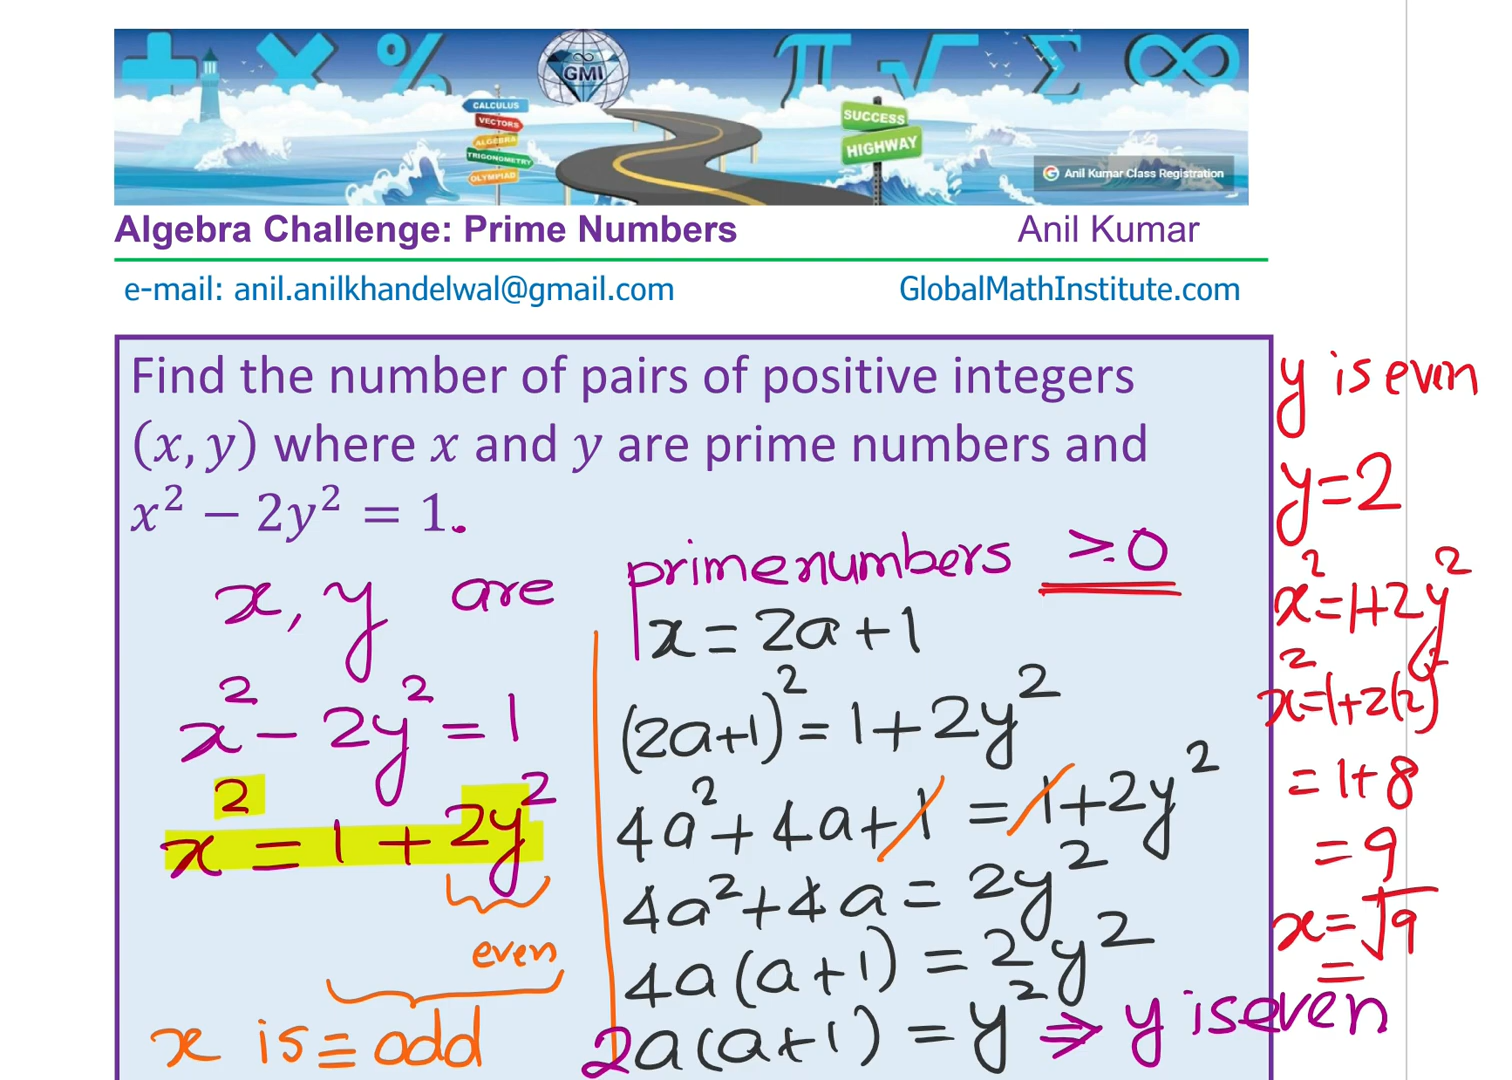 GMI
CALCULUS
VECTORS
ALGEBRA
TRIGONOMETRY
OLYMPIAD
SUCCESS
HIGHWAY
Anil Kumar Class Registration
Algebra Challenge: Prime Numbers Anil Kumar
e-mail: anil.anilkhandelwal@gmail.com GlobalMathInstitute.com
Find the number of pairs of positive integers
(x, y) where x and y are prime numbers and
x² − 2y² = 1.
x, y are prime numbers > 0
x² − 2y² = 1
x² = 1 + 2y²
even
x is = odd
x = 2a + 1
(2a+1)² = 1 + 2y²
4a² + 4a + 1 = 1 + 2y²
4a² + 4a = 2y²
4a(a+1) = 2y²
2a(a+1) = y² ⇒ y is even
y is even
y = 2
x² = 1 + 2y²
x² = 1 + 2(2)²
= 1 + 8
= 9
x = √9
=